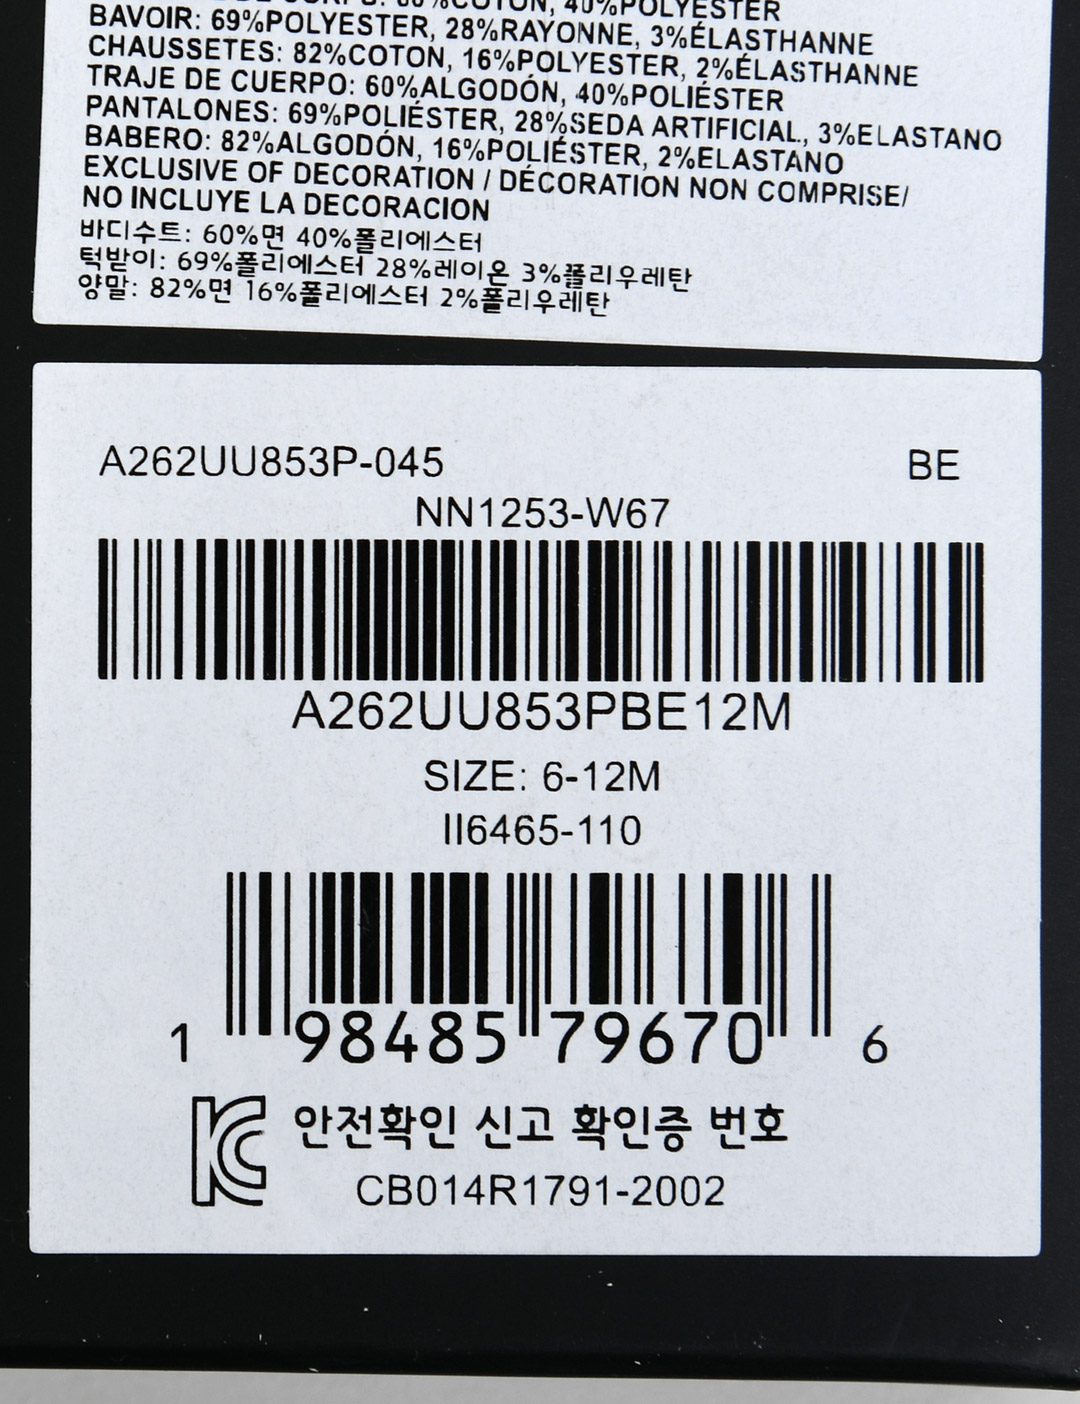 CORPS: 60%COTON, 40%POLYESTER
BAVOIR: 69%POLYESTER, 28%RAYONNE, 3%ÉLASTHANNE
CHAUSSETES: 82%COTON, 16%POLYESTER, 2%ÉLASTHANNE
TRAJE DE CUERPO: 60%ALGODÓN, 40%POLIÉSTER
PANTALONES: 69%POLIÉSTER, 28%SEDA ARTIFICIAL, 3%ELASTANO
BABERO: 82%ALGODÓN, 16%POLIÉSTER, 2%ELASTANO
EXCLUSIVE OF DECORATION / DÉCORATION NON COMPRISE/
NO INCLUYE LA DECORACION
바디수트: 60%면 40%폴리에스터
턱받이: 69%폴리에스터 28%레이온 3%폴리우레탄
양말: 82%면 16%폴리에스터 2%폴리우레탄
A262UU853P-045 BE
NN1253-W67
A262UU853PBE12M
SIZE: 6-12M
II6465-110
1 98485 79670 6
KC 안전확인 신고 확인증 번호
CB014R1791-2002